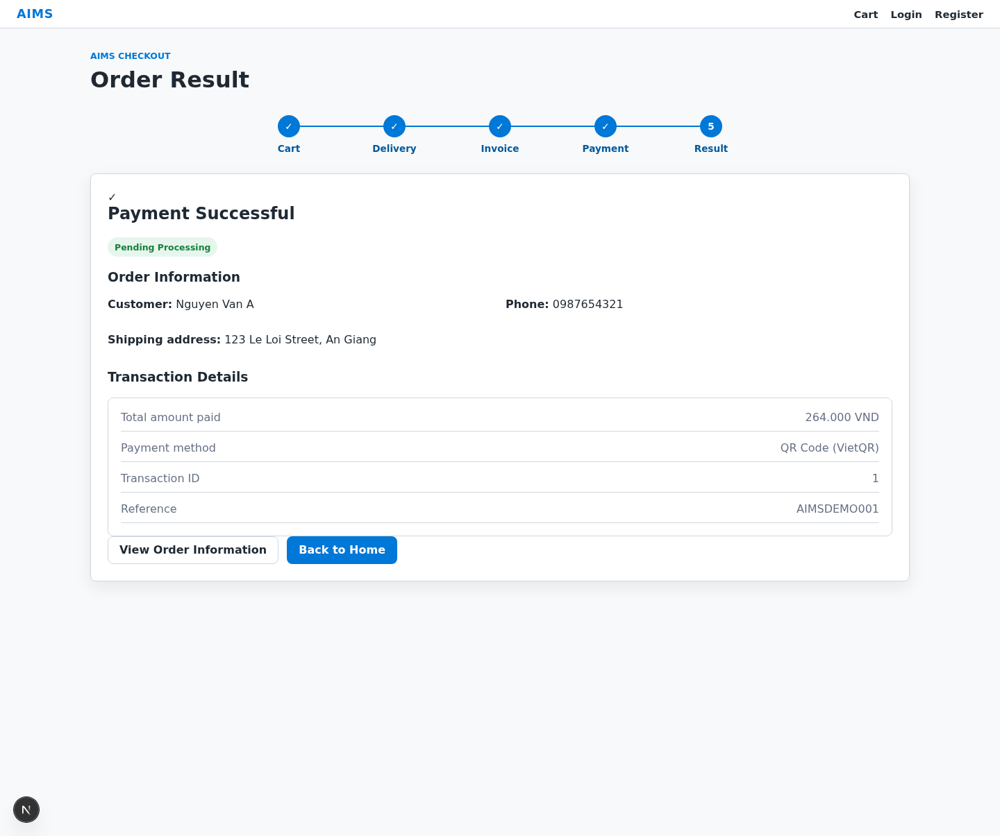 AIMS
Cart Login Register
AIMS CHECKOUT
Order Result
✓ ✓ ✓ ✓ 5
Cart Delivery Invoice Payment Result
✓
Payment Successful
Pending Processing
Order Information
Customer: Nguyen Van A
Phone: 0987654321
Shipping address: 123 Le Loi Street, An Giang
Transaction Details
Total amount paid 264.000 VND
Payment method QR Code (VietQR)
Transaction ID 1
Reference AIMSDEMO001
View Order Information Back to Home
N